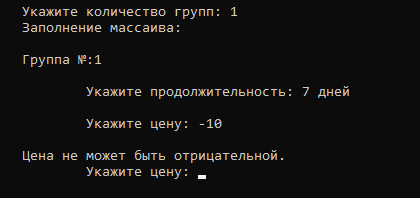 Укажите количество групп: 1
Заполнение массаива:
Группа №:1
Укажите продолжительность: 7 дней
Укажите цену: -10
Цена не может быть отрицательной.
Укажите цену: